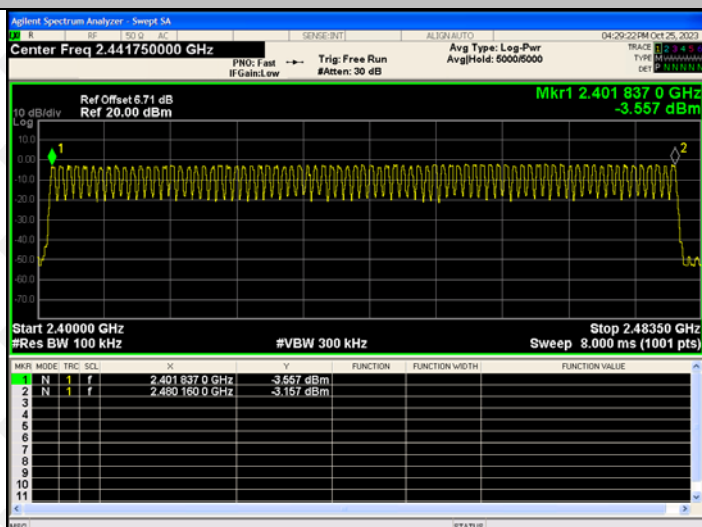 Agilent Spectrum Analyzer - Swept SA
R RF 50 Ω AC SENSE:INT ALIGN AUTO 04:29:22 PM Oct 25, 2023
Center Freq 2.441750000 GHz
PNO: Fast
IFGain:Low
Trig: Free Run
#Atten: 30 dB
Avg Type: Log-Pwr
Avg|Hold: 5000/5000
TRACE 1 2 3 4 5 6
TYPE M
DET P N N N N N
Ref Offset 6.71 dB
10 dB/div Ref 20.00 dBm
Log
Mkr1 2.401 837 0 GHz
-3.557 dBm
10.0
0.00
-10.0
-20.0
-30.0
-40.0
-50.0
-60.0
-70.0
1
2
Start 2.40000 GHz Stop 2.48350 GHz
#Res BW 100 kHz #VBW 300 kHz Sweep 8.000 ms (1001 pts)
MKR MODE TRC SCL X Y FUNCTION FUNCTION WIDTH FUNCTION VALUE
1 N 1 f 2.401 837 0 GHz -3.557 dBm
2 N 1 f 2.480 160 0 GHz -3.157 dBm
3
4
5
6
7
8
9
10
11
MSG STATUS